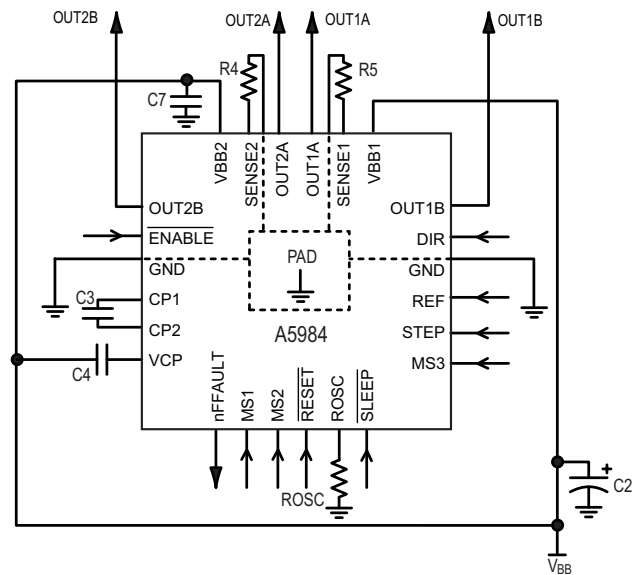 OUT2B
OUT2A
OUT1A
OUT1B
R4
R5
C7
VBB2
SENSE2
OUT2A
OUT1A
SENSE1
VBB1
OUT2B
OUT1B
ENABLE
DIR
GND
PAD
GND
CP1
REF
C3
CP2
A5984
STEP
VCP
MS3
C4
nFFAULT
MS1
MS2
RESET
ROSC
SLEEP
ROSC
+
C2
VBB